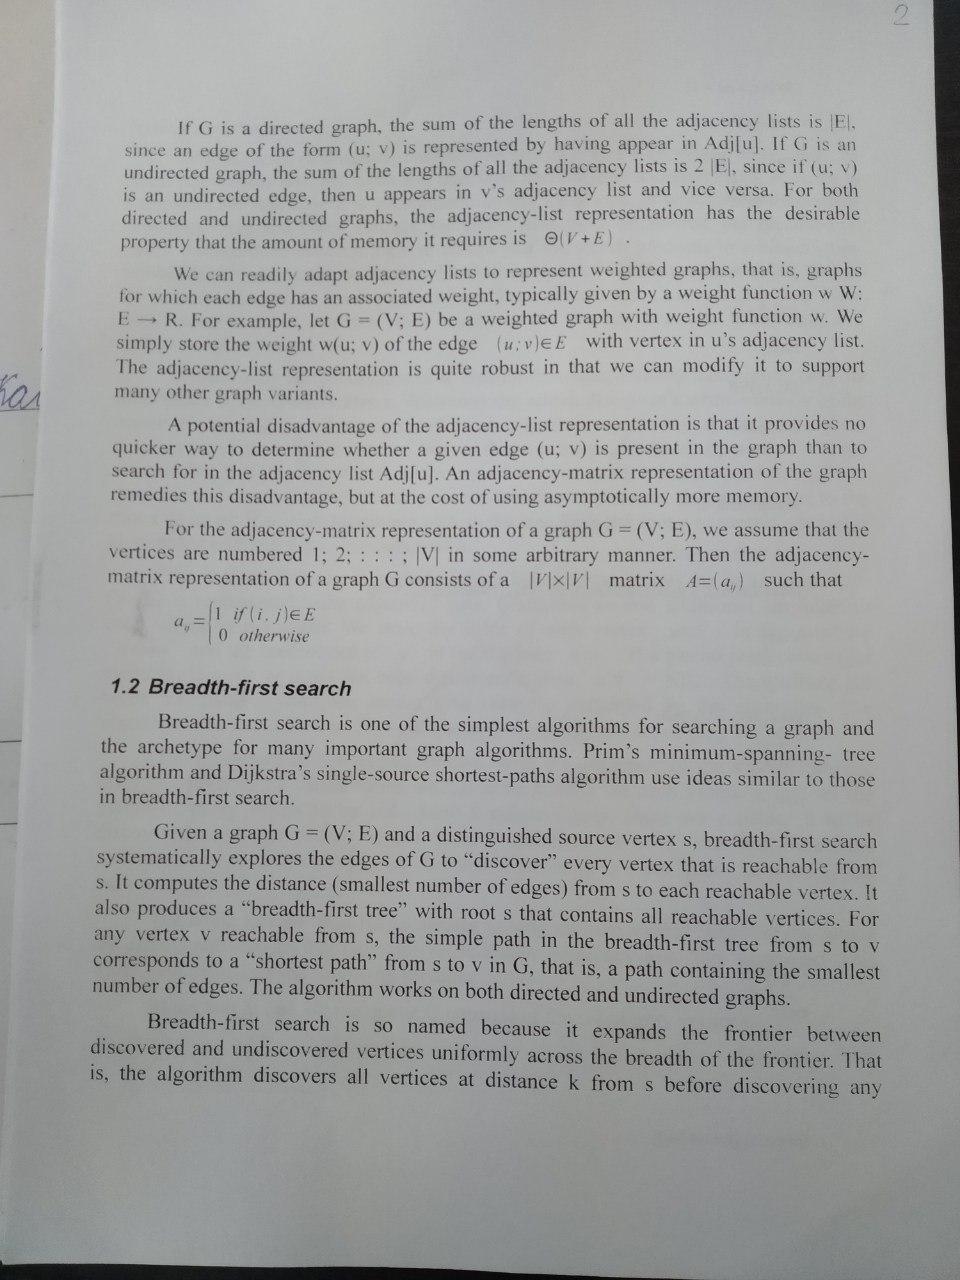 2
If G is a directed graph, the sum of the lengths of all the adjacency lists is |E|,
since an edge of the form (u; v) is represented by having appear in Adj[u]. If G is an
undirected graph, the sum of the lengths of all the adjacency lists is 2 |E|, since if (u; v)
is an undirected edge, then u appears in v's adjacency list and vice versa. For both
directed and undirected graphs, the adjacency-list representation has the desirable
property that the amount of memory it requires is Θ(V+E) .
We can readily adapt adjacency lists to represent weighted graphs, that is, graphs
for which each edge has an associated weight, typically given by a weight function w W:
E → R. For example, let G = (V; E) be a weighted graph with weight function w. We
simply store the weight w(u; v) of the edge (u;v)∈E with vertex in u's adjacency list.
The adjacency-list representation is quite robust in that we can modify it to support
many other graph variants.
A potential disadvantage of the adjacency-list representation is that it provides no
quicker way to determine whether a given edge (u; v) is present in the graph than to
search for in the adjacency list Adj[u]. An adjacency-matrix representation of the graph
remedies this disadvantage, but at the cost of using asymptotically more memory.
For the adjacency-matrix representation of a graph G = (V; E), we assume that the
vertices are numbered 1; 2; : : : ; |V| in some arbitrary manner. Then the adjacency-
matrix representation of a graph G consists of a |V|×|V| matrix A=(a_ij) such that
a_ij = {1 if (i, j)∈E
0 otherwise
1.2 Breadth-first search
Breadth-first search is one of the simplest algorithms for searching a graph and
the archetype for many important graph algorithms. Prim's minimum-spanning- tree
algorithm and Dijkstra's single-source shortest-paths algorithm use ideas similar to those
in breadth-first search.
Given a graph G = (V; E) and a distinguished source vertex s, breadth-first search
systematically explores the edges of G to “discover” every vertex that is reachable from
s. It computes the distance (smallest number of edges) from s to each reachable vertex. It
also produces a “breadth-first tree” with root s that contains all reachable vertices. For
any vertex v reachable from s, the simple path in the breadth-first tree from s to v
corresponds to a “shortest path” from s to v in G, that is, a path containing the smallest
number of edges. The algorithm works on both directed and undirected graphs.
Breadth-first search is so named because it expands the frontier between
discovered and undiscovered vertices uniformly across the breadth of the frontier. That
is, the algorithm discovers all vertices at distance k from s before discovering any